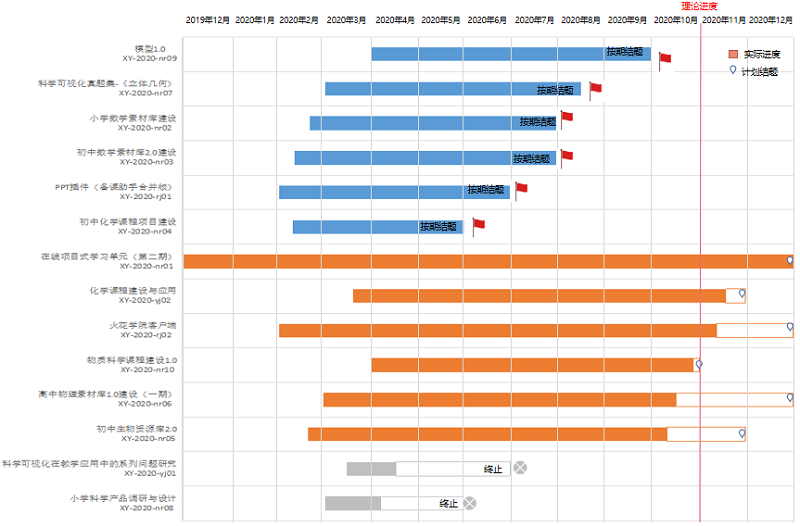 理论进度
2019年12月 2020年1月 2020年2月 2020年3月 2020年4月 2020年5月 2020年6月 2020年7月 2020年8月 2020年9月 2020年10月 2020年11月 2020年12月
模型1.0
XY-2020-nr09
按期结题
实际进度
计划结题
科学可视化真题集-《立体几何》
XY-2020-nr07
按期结题
小学数学素材库建设
XY-2020-nr02
按期结题
初中数学素材库2.0建设
XY-2020-nr03
按期结题
PPT插件（备课助手合并版）
XY-2020-rj01
按期结题
初中化学课程项目建设
XY-2020-nr04
按期结题
在线项目式学习单元（第二期）
XY-2020-nr01
化学课程建设与应用
XY-2020-yj02
火花学院客户端
XY-2020-rj02
物质科学课程建设1.0
XY-2020-nr10
高中物理素材库1.0建设（一期）
XY-2020-nr06
初中生物资源库2.0
XY-2020-nr05
科学可视化在教学应用中的系列问题研究
XY-2020-yj01
终止
小学科学产品调研与设计
XY-2020-nr08
终止